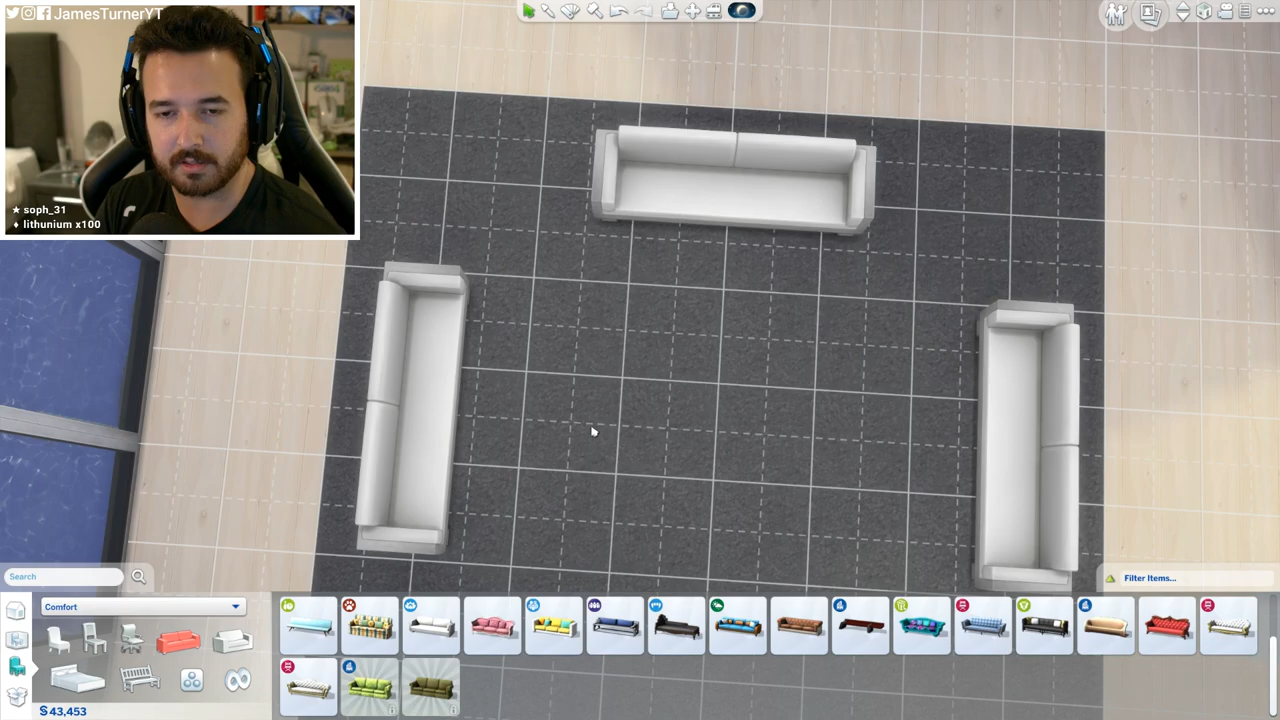 JamesTurnerYT
soph_31
lithunium x100
Search
Filter Items...
Comfort
§43,453